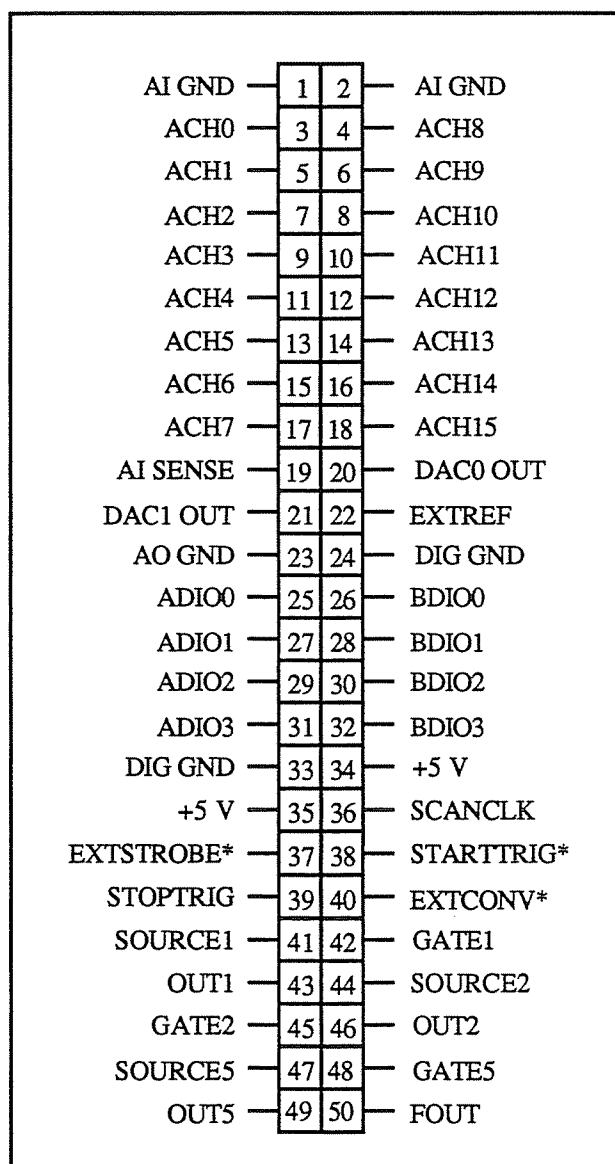 AI GND 1 2 AI GND
ACH0 3 4 ACH8
ACH1 5 6 ACH9
ACH2 7 8 ACH10
ACH3 9 10 ACH11
ACH4 11 12 ACH12
ACH5 13 14 ACH13
ACH6 15 16 ACH14
ACH7 17 18 ACH15
AI SENSE 19 20 DAC0 OUT
DAC1 OUT 21 22 EXTREF
AO GND 23 24 DIG GND
ADIO0 25 26 BDIO0
ADIO1 27 28 BDIO1
ADIO2 29 30 BDIO2
ADIO3 31 32 BDIO3
DIG GND 33 34 +5 V
+5 V 35 36 SCANCLK
EXTSTROBE* 37 38 STARTTRIG*
STOPTRIG 39 40 EXTCONV*
SOURCE1 41 42 GATE1
OUT1 43 44 SOURCE2
GATE2 45 46 OUT2
SOURCE5 47 48 GATE5
OUT5 49 50 FOUT